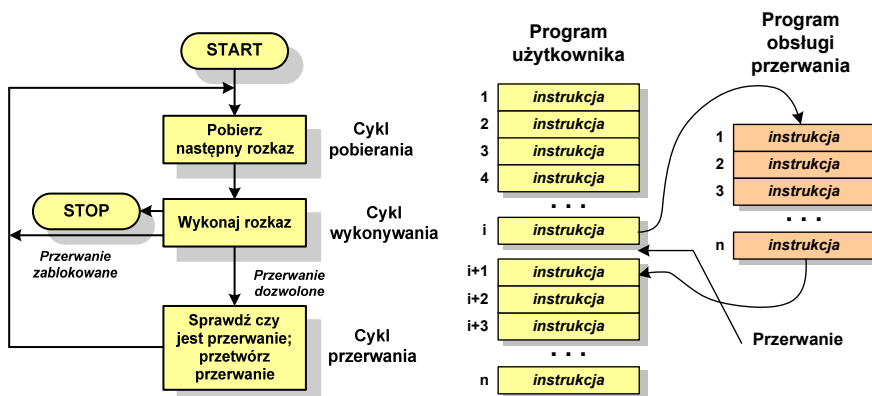 START
Pobierz
następny rozkaz
Cykl
pobierania
STOP
Wykonaj rozkaz
Cykl
wykonywania
Przerwanie
zablokowane
Przerwanie
dozwolone
Sprawdź czy
jest przerwanie;
przetwórz
przerwanie
Cykl
przerwania
Program
użytkownika
1 instrukcja
2 instrukcja
3 instrukcja
4 instrukcja
. . .
i instrukcja
i+1 instrukcja
i+2 instrukcja
i+3 instrukcja
. . .
n instrukcja
Program
obsługi
przerwania
1 instrukcja
2 instrukcja
3 instrukcja
. . .
n instrukcja
Przerwanie